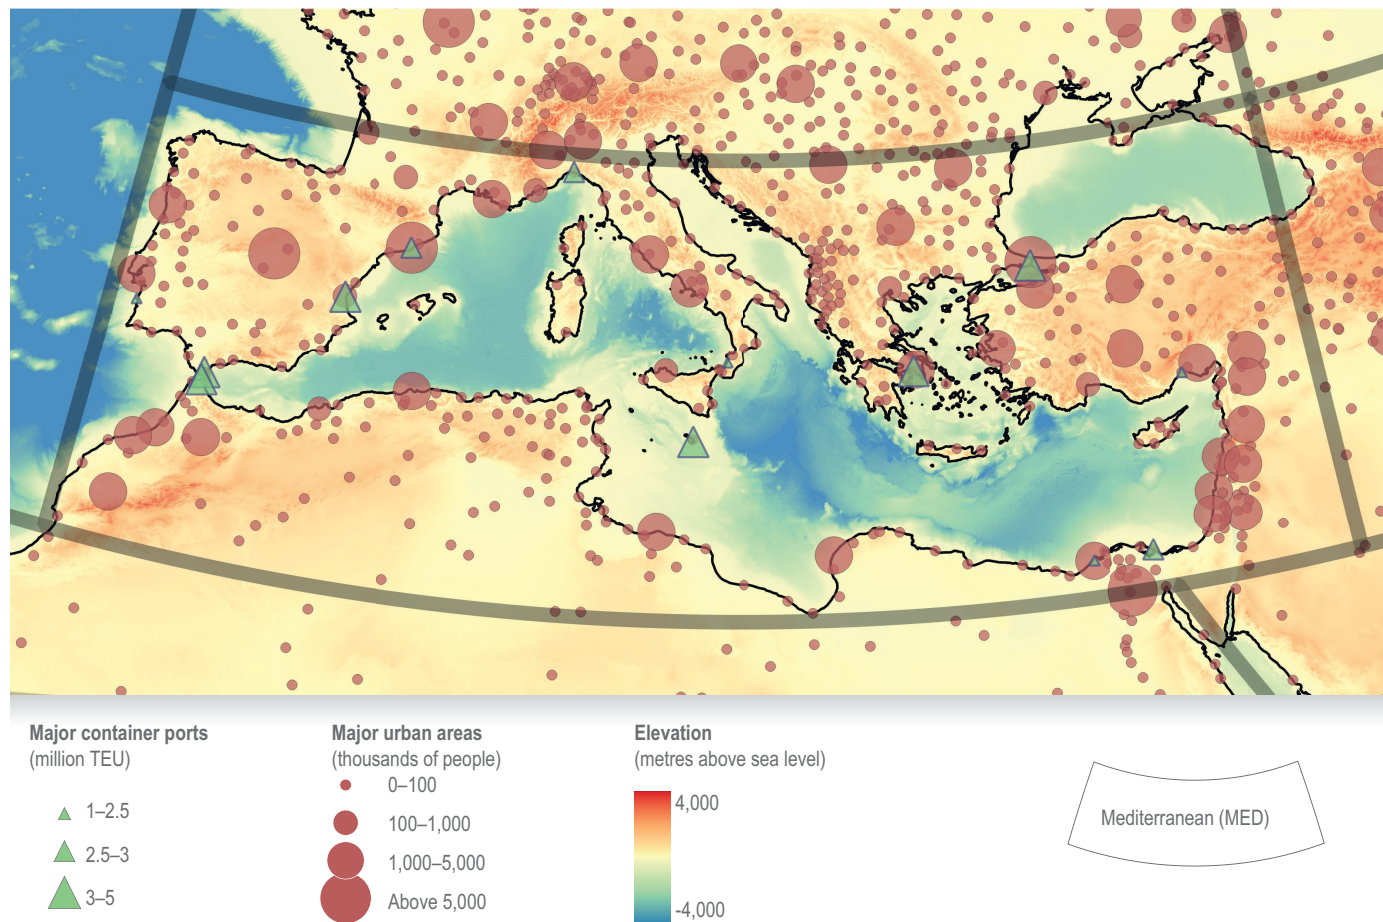 Major container ports
(million TEU)
1–2.5
2.5–3
3–5
Major urban areas
(thousands of people)
0–100
100–1,000
1,000–5,000
Above 5,000
Elevation
(metres above sea level)
4,000
-4,000
Mediterranean (MED)